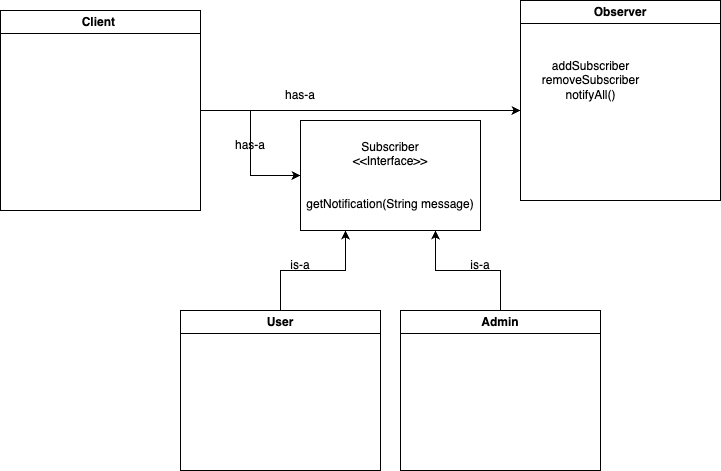 Client
Observer
addSubscriber
removeSubscriber
notifyAll()
has-a
has-a
Subscriber
<<Interface>>
getNotification(String message)
is-a
is-a
User
Admin